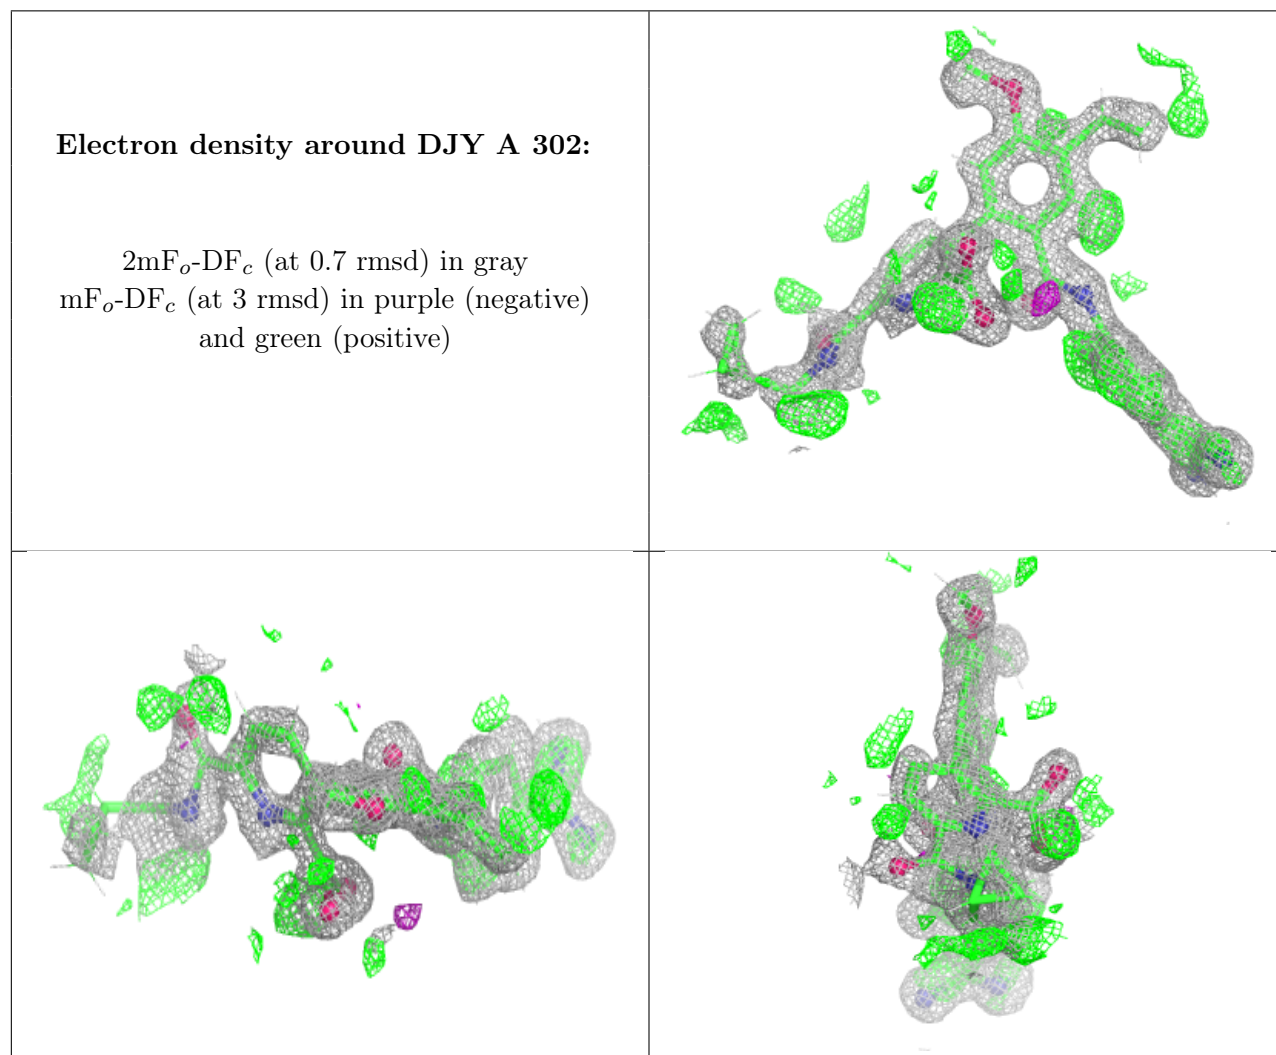 Electron density around DJY A 302:
2mFo-DFc (at 0.7 rmsd) in gray
mFo-DFc (at 3 rmsd) in purple (negative)
and green (positive)